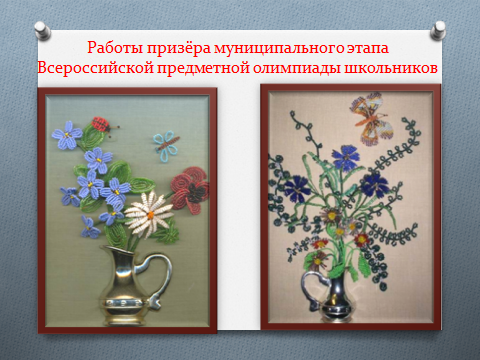 Работы призёра муниципального этапа
Всероссийской предметной олимпиады школьников